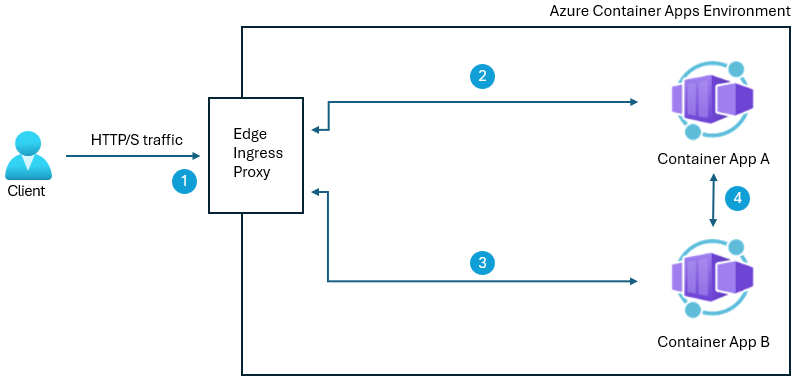 Azure Container Apps Environment
2
Edge
Ingress
Proxy
HTTP/S traffic
1
Client
Container App A
4
3
Container App B